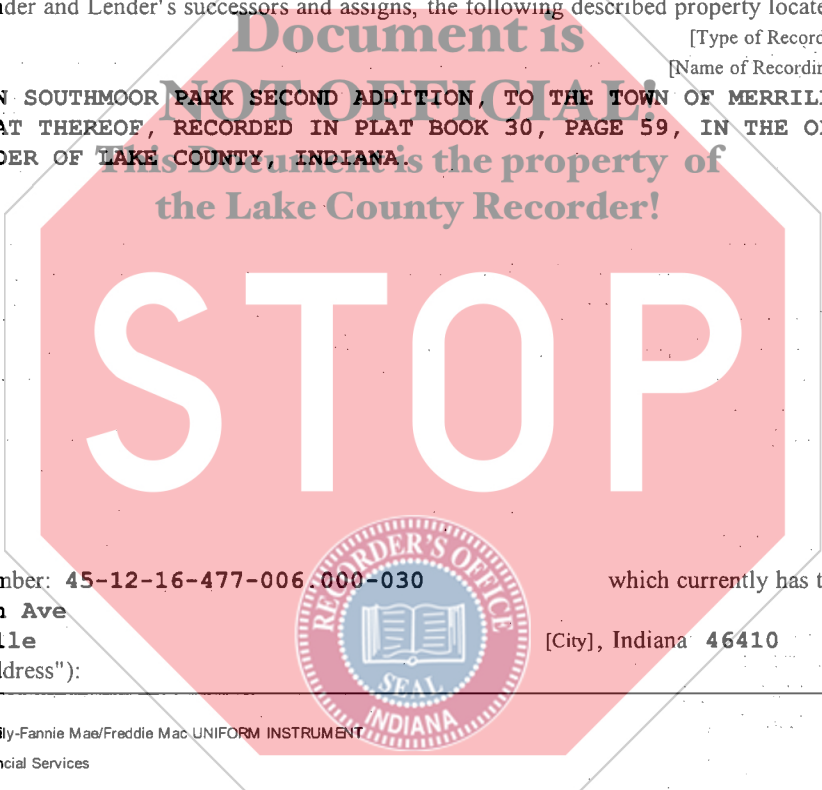 nder and Lender's successors and assigns, the following described property locate
Document is
[Type of Record
[Name of Recordin
NOT OFFICIAL!
N SOUTHMOOR PARK SECOND ADDITION, TO THE TOWN OF MERRILL
AT THEREOF, RECORDED IN PLAT BOOK 30, PAGE 59, IN THE O
DER OF LAKE COUNTY, INDIANA.
This Document is the property of
the Lake County Recorder!
STOP
RECORDER'S OFFICE
SEAL
INDIANA
mber: 45-12-16-477-006.000-030 which currently has t
n Ave
lle [City], Indiana 46410
ddress"):
ily-Fannie Mae/Freddie Mac UNIFORM INSTRUMENT
ncial Services